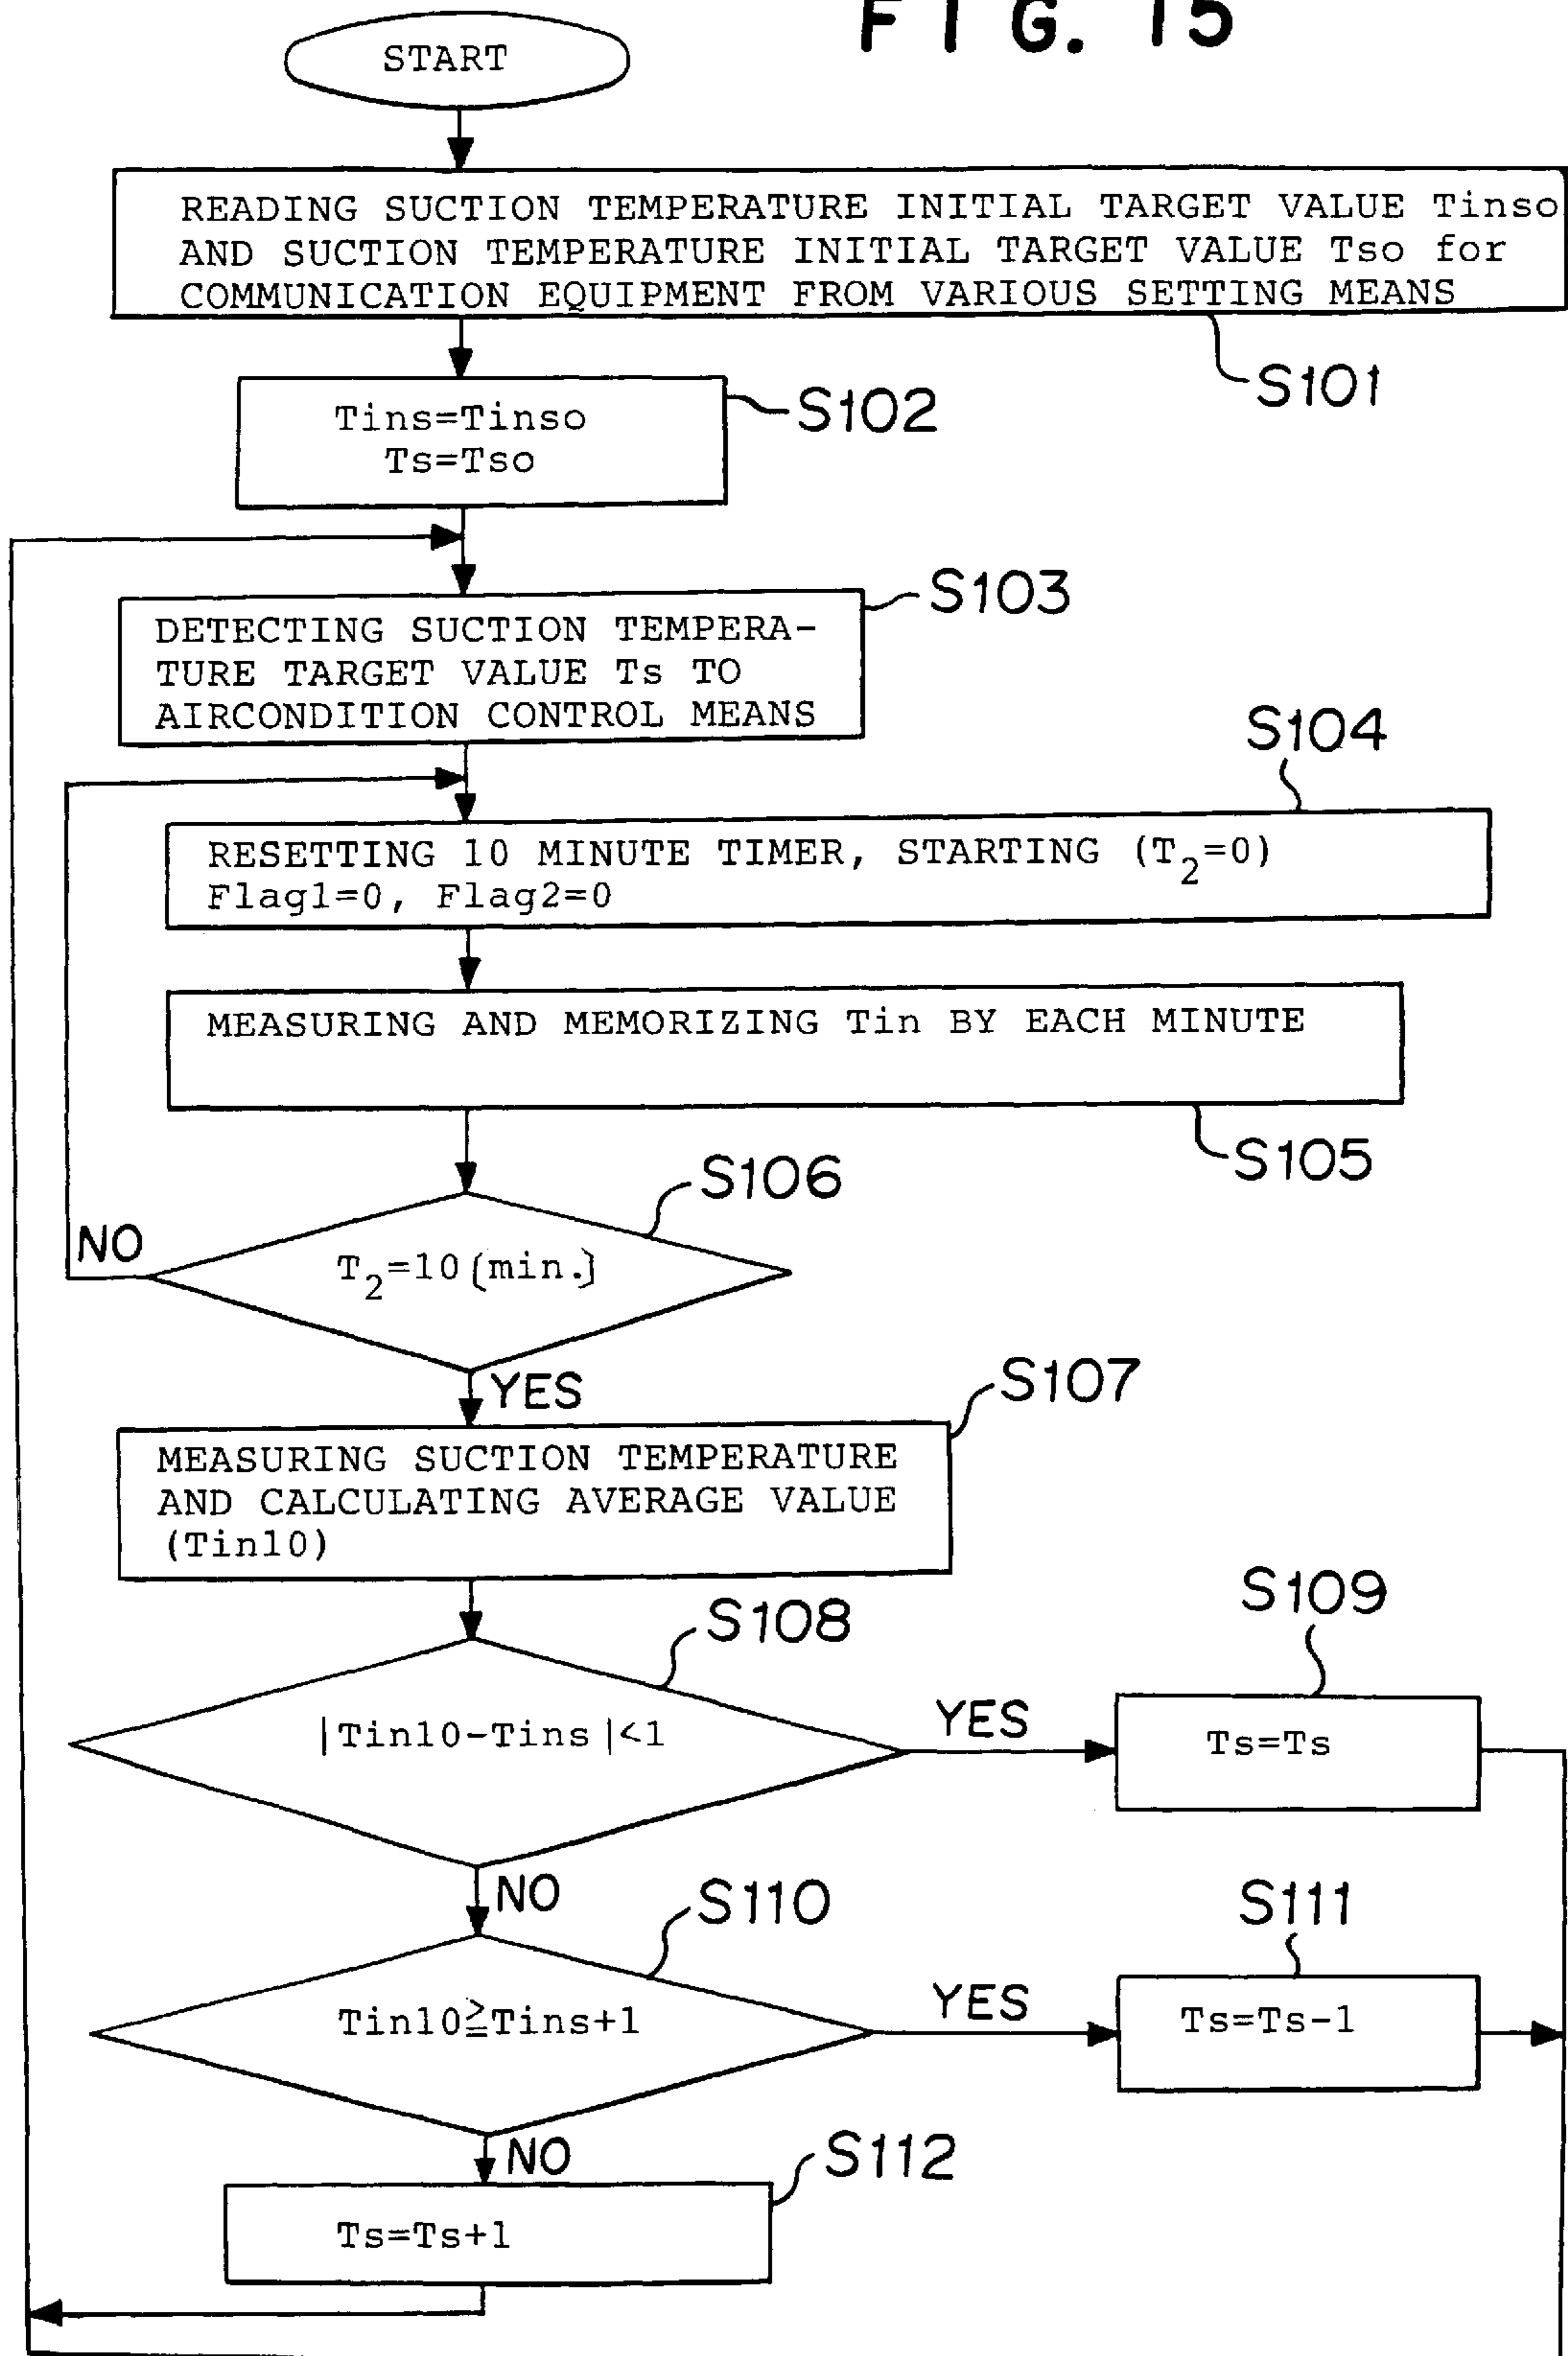 FIG. 15
START
READING SUCTION TEMPERATURE INITIAL TARGET VALUE Tinso
AND SUCTION TEMPERATURE INITIAL TARGET VALUE Tso for
COMMUNICATION EQUIPMENT FROM VARIOUS SETTING MEANS
S101
Tins=Tinso
Ts=Tso
S102
S103
DETECTING SUCTION TEMPERA-
TURE TARGET VALUE Ts TO
AIRCONDITION CONTROL MEANS
S104
RESETTING 10 MINUTE TIMER, STARTING (T2=0)
Flag1=0, Flag2=0
MEASURING AND MEMORIZING Tin BY EACH MINUTE
S105
S106
NO
T2=10(min.)
YES
S107
MEASURING SUCTION TEMPERATURE
AND CALCULATING AVERAGE VALUE
(Tin10)
S108
|Tin10-Tins|<1
YES
S109
Ts=Ts
NO
S110
Tin10≧Tins+1
YES
S111
Ts=Ts-1
NO
S112
Ts=Ts+1